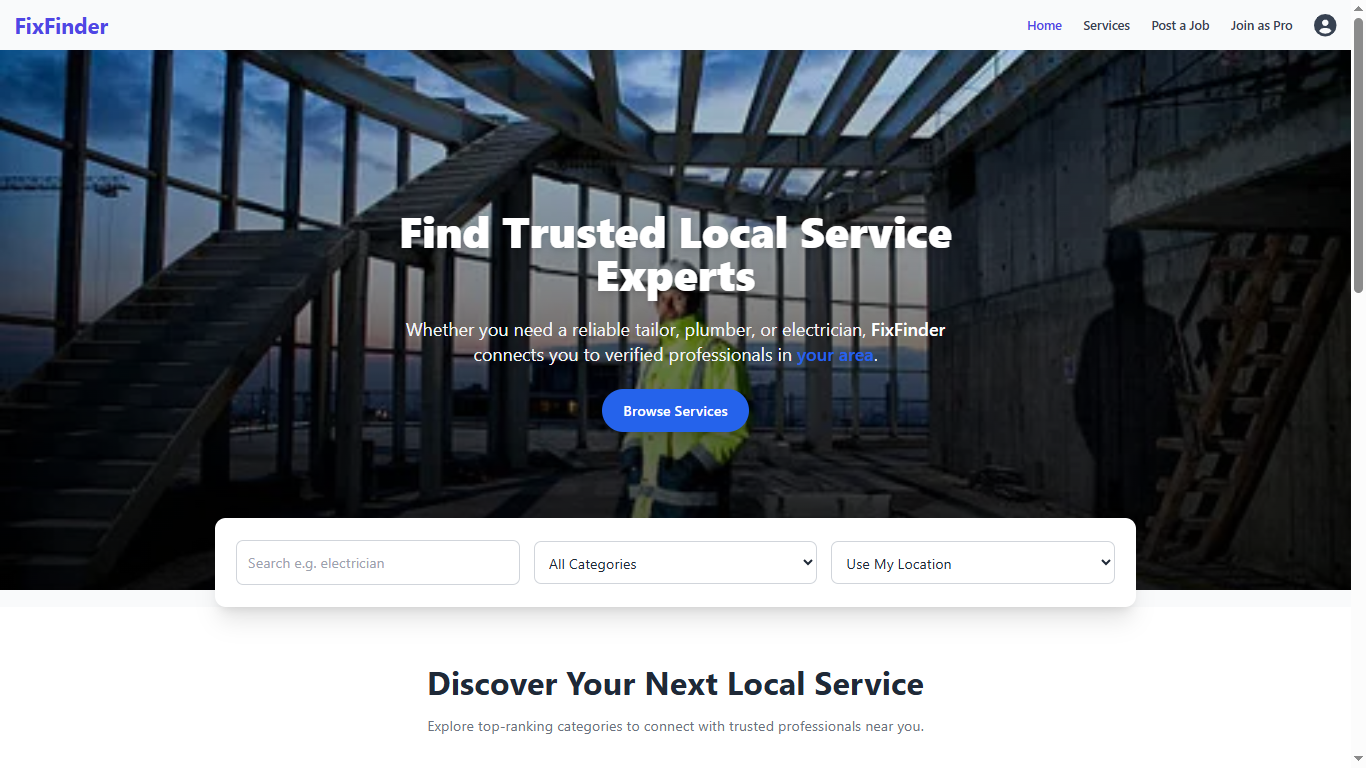 FixFinder
Home
Services
Post a Job
Join as Pro
Find Trusted Local Service
Experts
Whether you need a reliable tailor, plumber, or electrician, FixFinder
connects you to verified professionals in your area.
Browse Services
Search e.g. electrician
All Categories
Use My Location
Discover Your Next Local Service
Explore top-ranking categories to connect with trusted professionals near you.